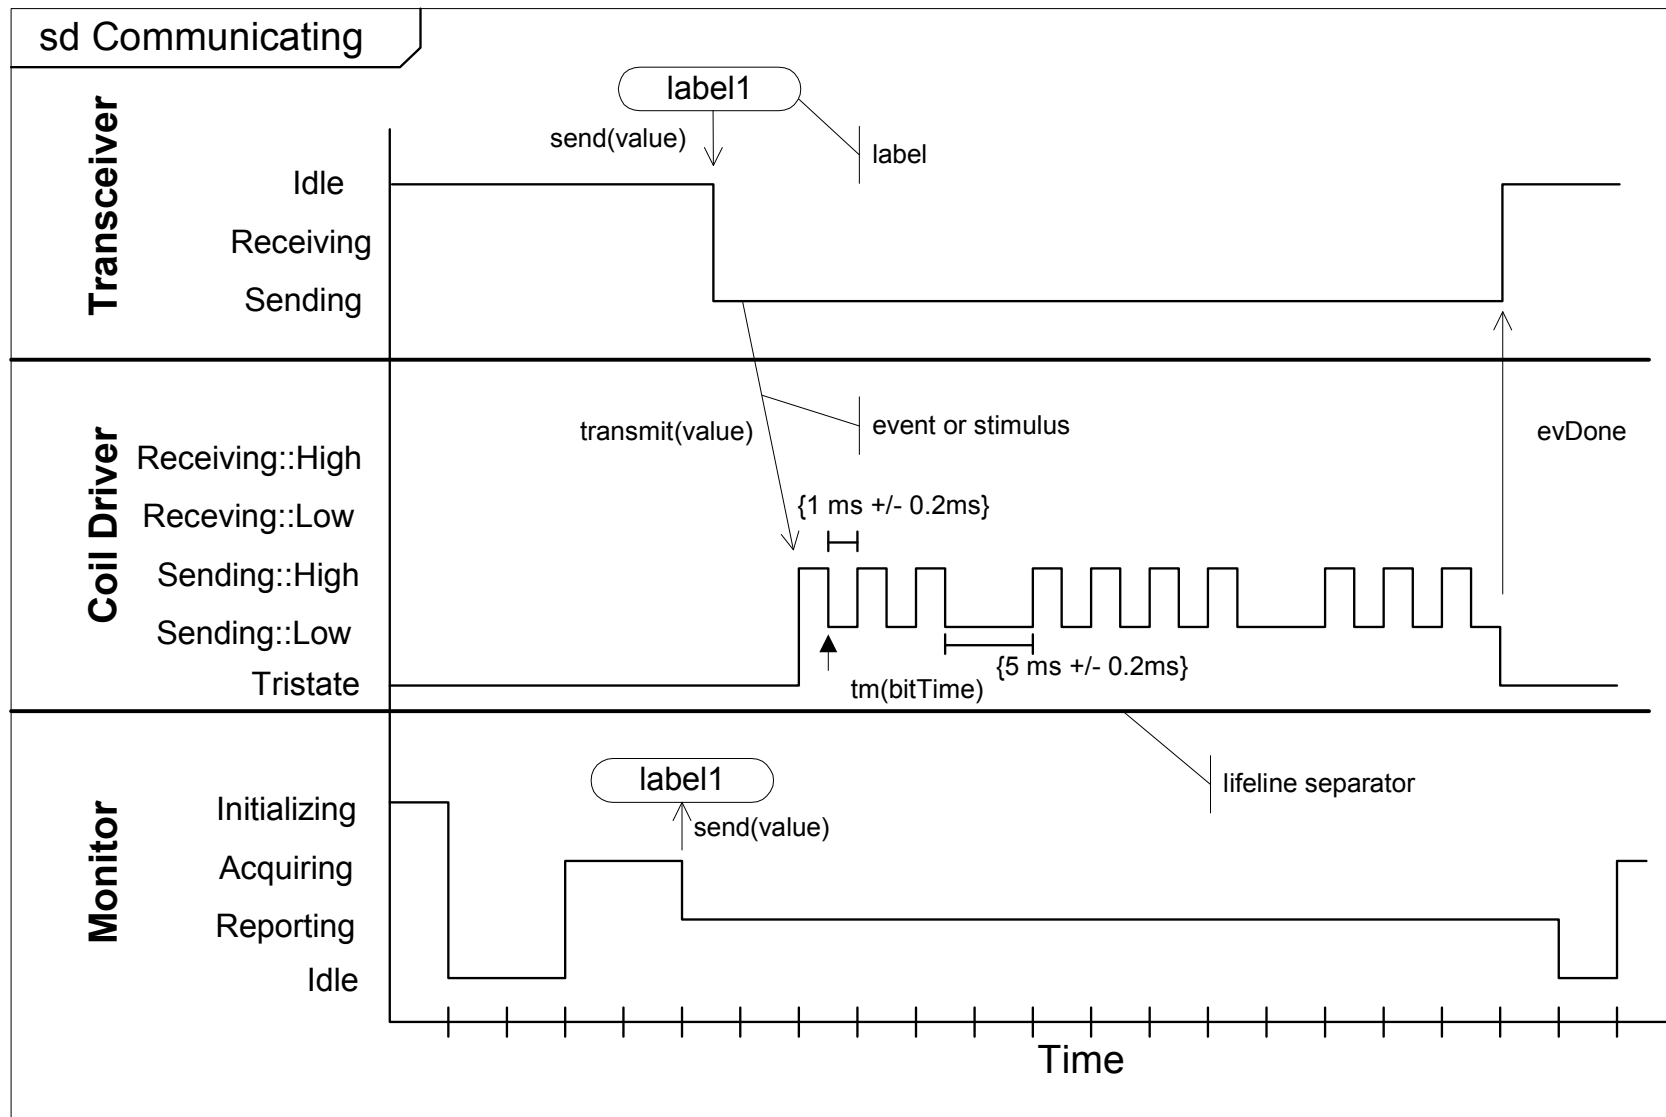 sd Communicating
label1
send(value)
label
Transceiver
Idle
Receiving
Sending
Coil Driver
transmit(value)
event or stimulus
evDone
Receiving::High
{1 ms +/- 0.2ms}
Receving::Low
Sending::High
Sending::Low
{5 ms +/- 0.2ms}
Tristate
tm(bitTime)
Monitor
label1
lifeline separator
Initializing
send(value)
Acquiring
Reporting
Idle
Time